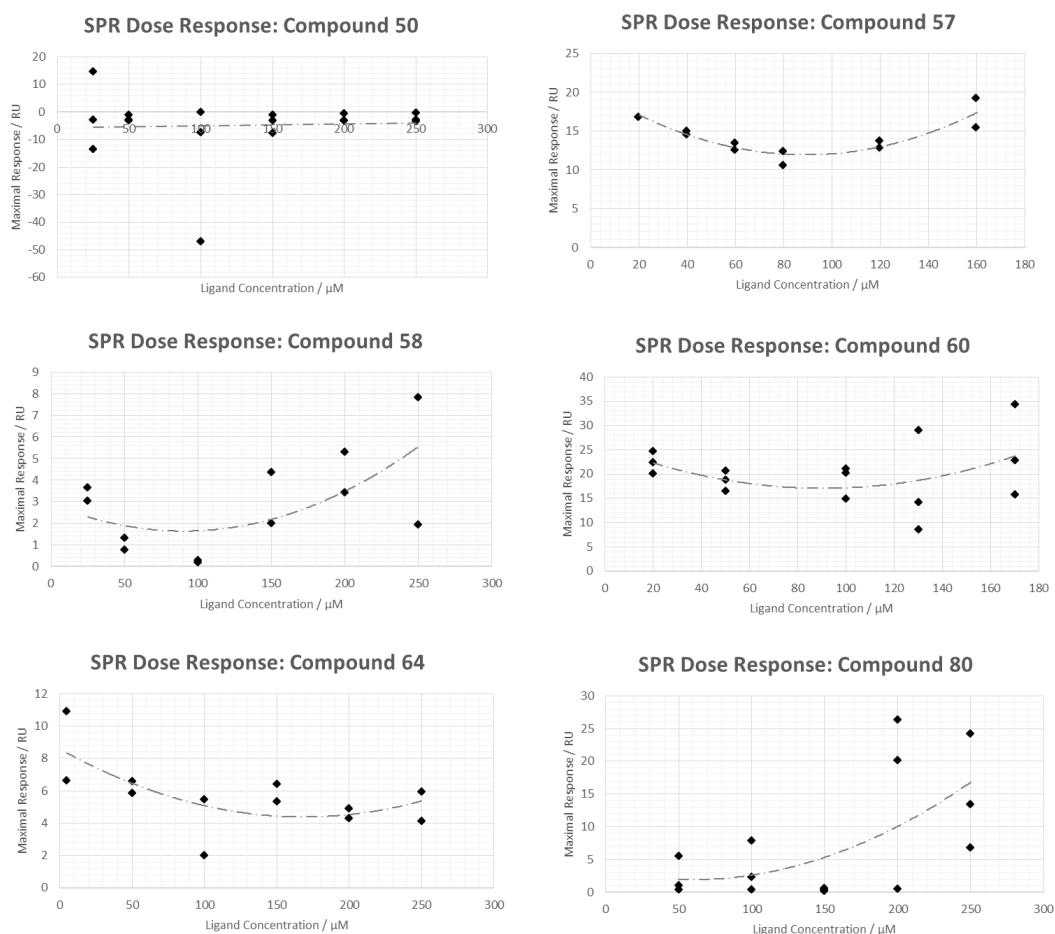 SPR Dose Response: Compound 50
Maximal Response / RU
20
10
0
-10
-20
-30
-40
-50
-60
0 50 100 150 200 250 300
Ligand Concentration / µM
SPR Dose Response: Compound 57
Maximal Response / RU
25
20
15
10
5
0
0 20 40 60 80 100 120 140 160 180
Ligand Concentration / µM
SPR Dose Response: Compound 58
Maximal Response / RU
9
8
7
6
5
4
3
2
1
0
0 50 100 150 200 250 300
Ligand Concentration / µM
SPR Dose Response: Compound 60
Maximal Response / RU
40
35
30
25
20
15
10
5
0
0 20 40 60 80 100 120 140 160 180
Ligand Concentration / µM
SPR Dose Response: Compound 64
Maximal Response / RU
12
10
8
6
4
2
0
0 50 100 150 200 250 300
Ligand Concentration / µM
SPR Dose Response: Compound 80
Maximal Response / RU
30
25
20
15
10
5
0
0 50 100 150 200 250 300
Ligand Concentration / µM